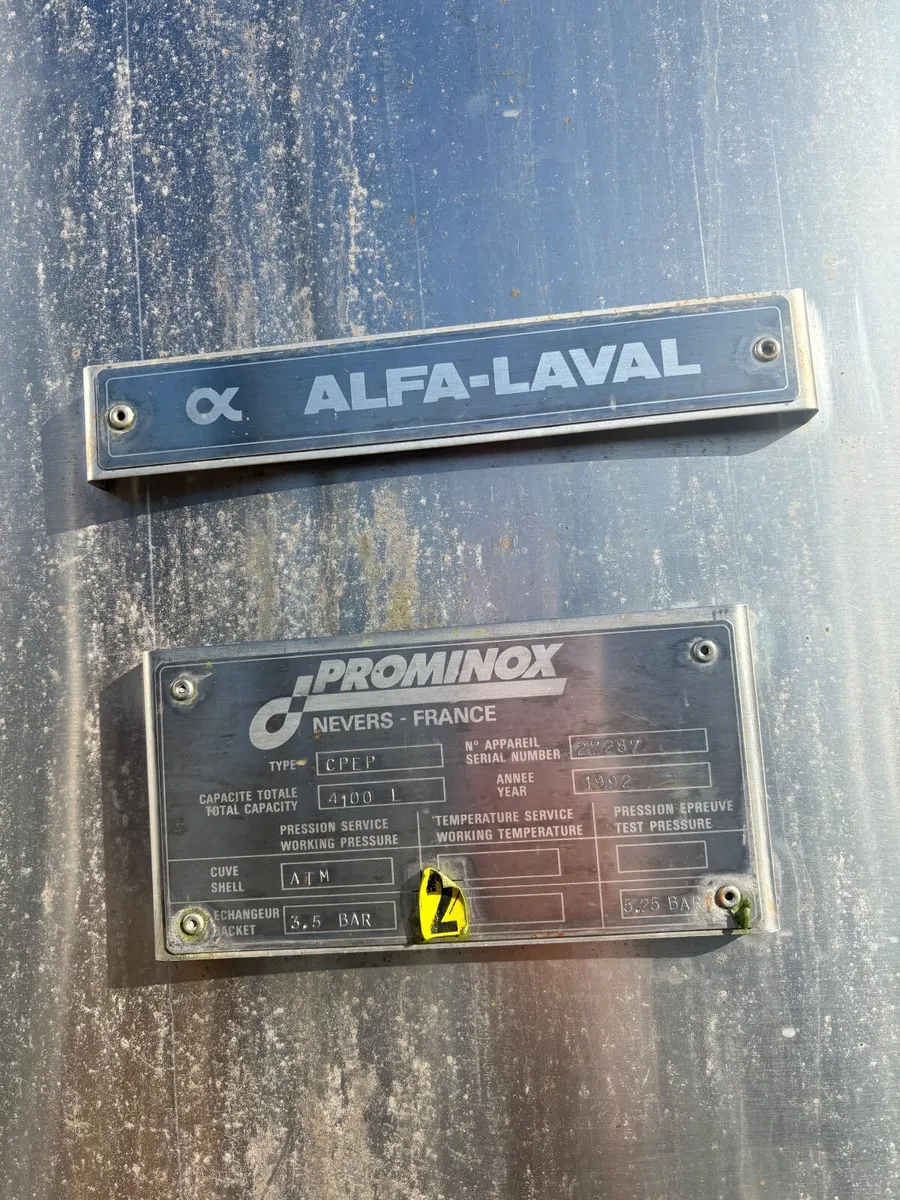 α ALFA-LAVAL
PROMINOX
NEVERS - FRANCE
TYPE CPEP
N° APPAREIL
SERIAL NUMBER 27287
CAPACITE TOTALE
TOTAL CAPACITY 4100 L
ANNEE
YEAR 1992
PRESSION SERVICE
WORKING PRESSURE
TEMPERATURE SERVICE
WORKING TEMPERATURE
PRESSION EPREUVE
TEST PRESSURE
CUVE
SHELL ATM
ECHANGEUR
JACKET 3.5 BAR
2
5.25 BAR